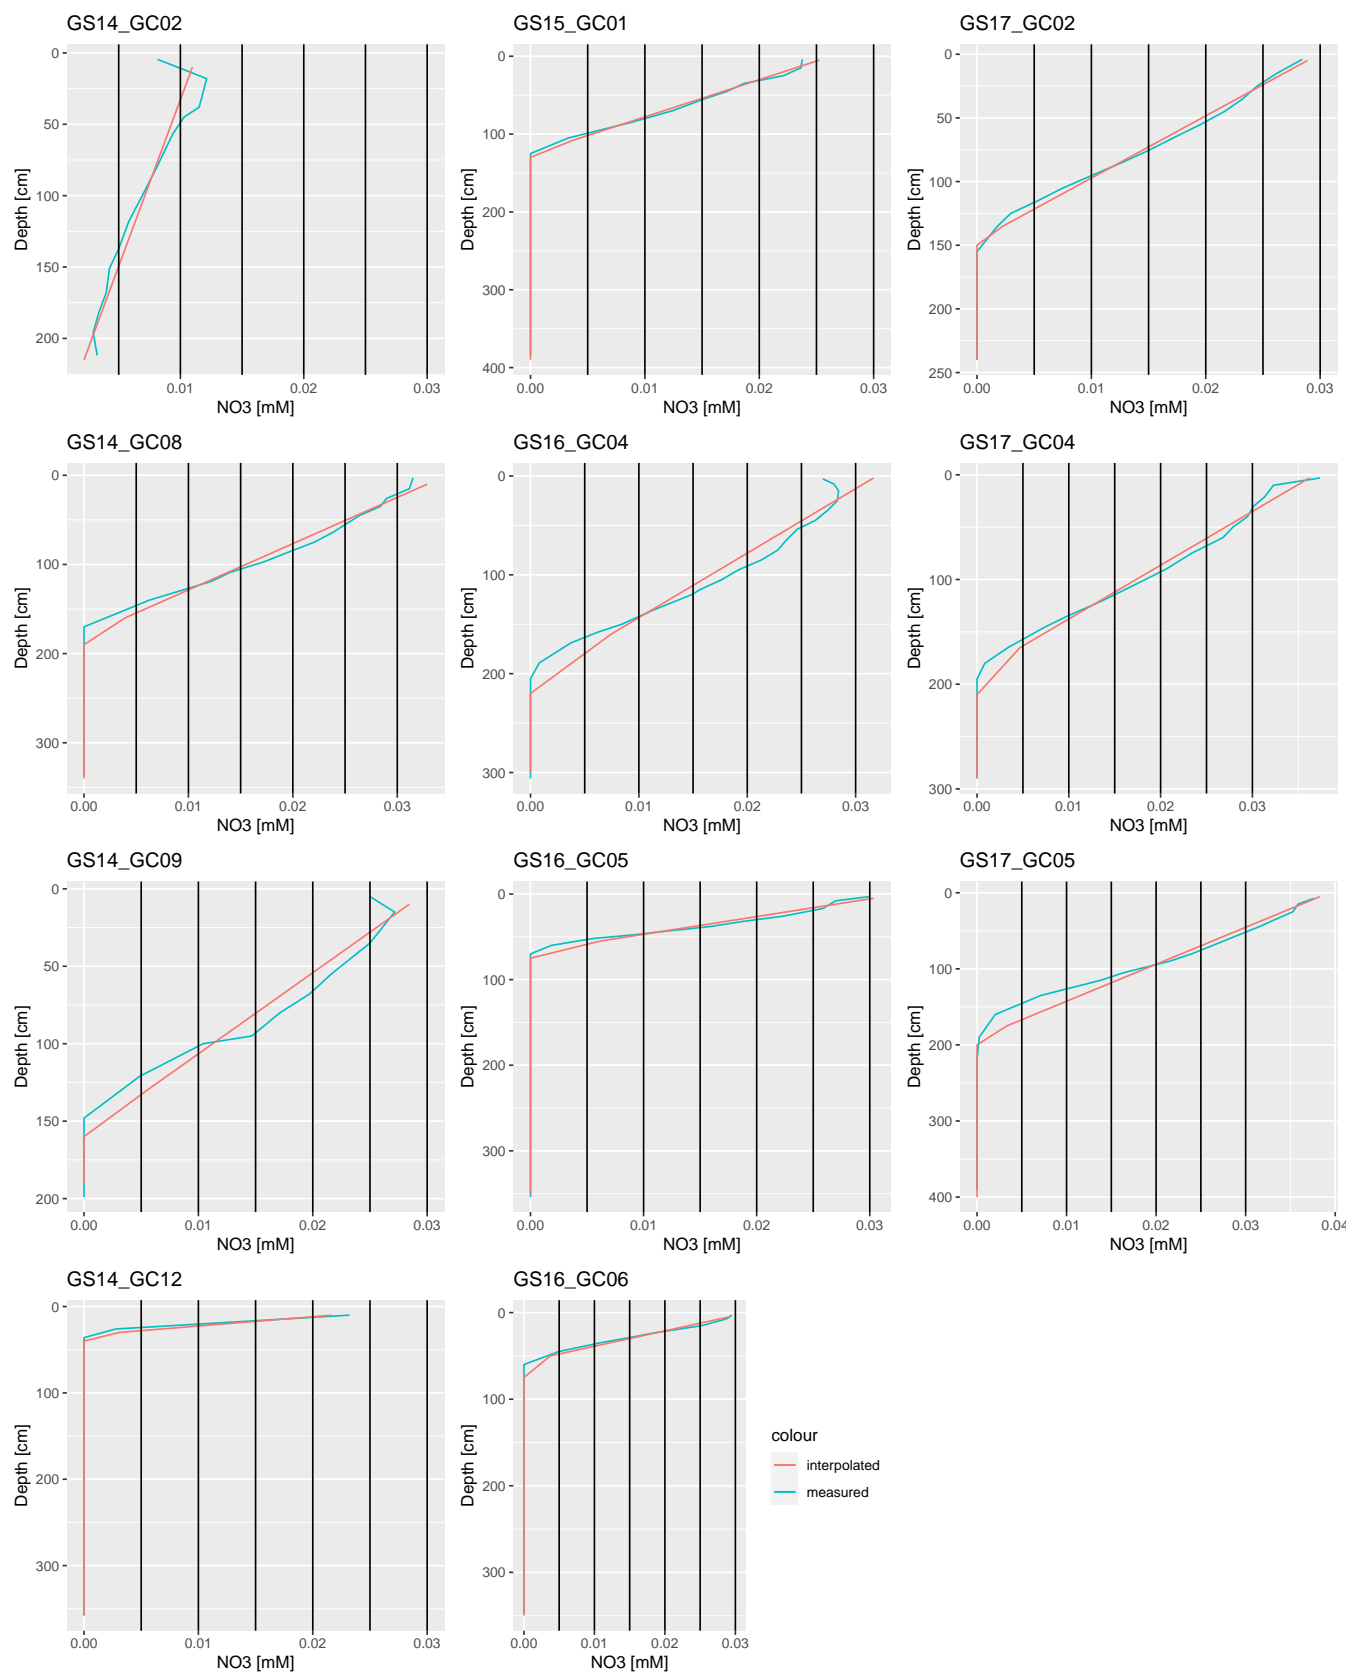 GS14_GC02
0
50
100
150
200
Depth [cm]
0.01
0.02
0.03
NO3 [mM]
GS15_GC01
0
100
200
300
400
Depth [cm]
0.00
0.01
0.02
0.03
NO3 [mM]
GS17_GC02
0
50
100
150
200
250
Depth [cm]
0.00
0.01
0.02
0.03
NO3 [mM]
GS14_GC08
0
100
200
300
Depth [cm]
0.00
0.01
0.02
0.03
NO3 [mM]
GS16_GC04
0
100
200
300
Depth [cm]
0.00
0.01
0.02
0.03
NO3 [mM]
GS17_GC04
0
100
200
300
Depth [cm]
0.00
0.01
0.02
0.03
NO3 [mM]
GS14_GC09
0
50
100
150
200
Depth [cm]
0.00
0.01
0.02
0.03
NO3 [mM]
GS16_GC05
0
100
200
300
Depth [cm]
0.00
0.01
0.02
0.03
NO3 [mM]
GS17_GC05
0
100
200
300
400
Depth [cm]
0.00
0.01
0.02
0.03
0.04
NO3 [mM]
GS14_GC12
0
100
200
300
Depth [cm]
0.00
0.01
0.02
0.03
NO3 [mM]
GS16_GC06
0
100
200
300
Depth [cm]
0.00
0.01
0.02
0.03
NO3 [mM]
colour
interpolated
measured